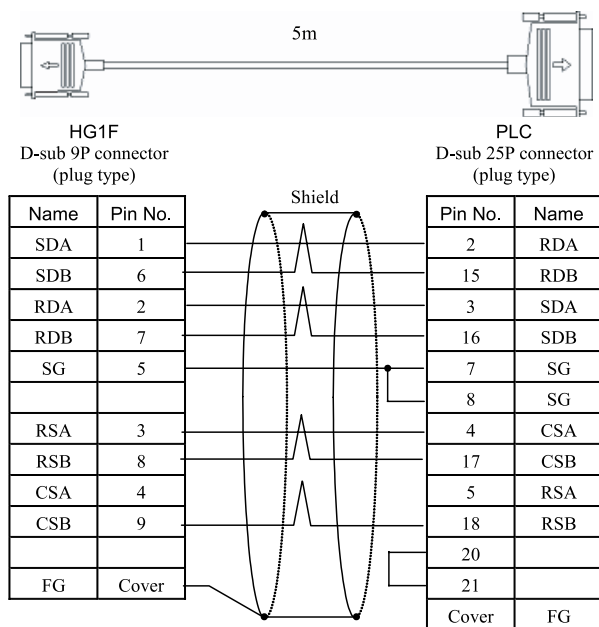 5m
HG1F
D-sub 9P connector
(plug type)
PLC
D-sub 25P connector
(plug type)
Shield
Name Pin No. Pin No. Name
SDA 1 2 RDA
SDB 6 15 RDB
RDA 2 3 SDA
RDB 7 16 SDB
SG 5 7 SG
8 SG
RSA 3 4 CSA
RSB 8 17 CSB
CSA 4 5 RSA
CSB 9 18 RSB
20
FG Cover 21
Cover FG